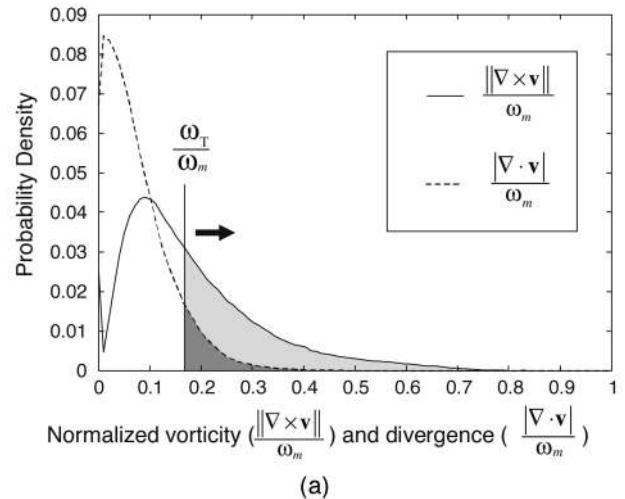 0.09
0.08
0.07
0.06
0.05
0.04
0.03
0.02
0.01
0
Probability Density
ω_T / ω_m
‖∇ × v‖ / ω_m
|∇ · v| / ω_m
0 0.1 0.2 0.3 0.4 0.5 0.6 0.7 0.8 0.9 1
Normalized vorticity (‖∇ × v‖ / ω_m) and divergence ( |∇ · v| / ω_m )
(a)